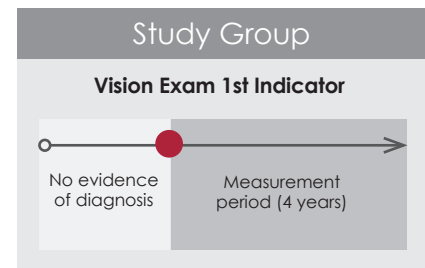 Study Group
Vision Exam 1st Indicator
No evidence
of diagnosis
Measurement
period (4 years)